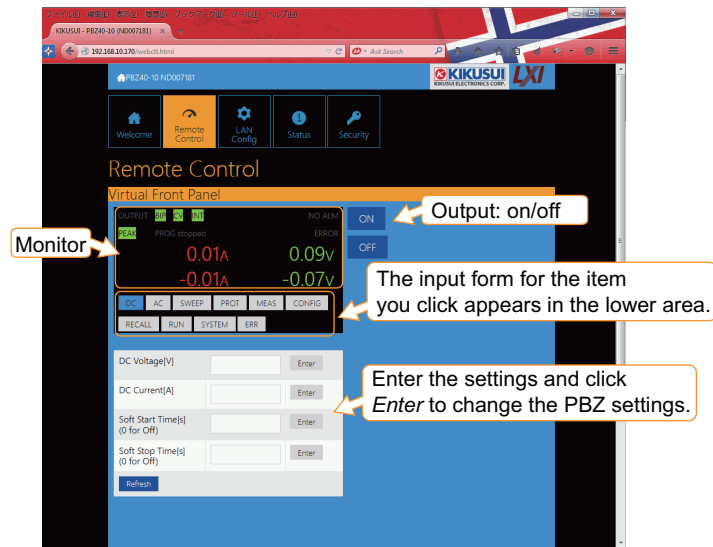 ファイル(F) 編集(E) 表示(V) 履歴(S) ブックマーク(B) ツール(T) ヘルプ(H)
KIKUSUI - PBZ40-10 (ND007181) ×
192.168.10.170/webctl.html
Ask Search
PBZ40-10 ND007181
KIKUSUI
KIKUSUI ELECTRONICS CORP.
LXI
Welcome
Remote Control
LAN Config
Status
Security
Remote Control
Virtual Front Panel
OUTPUT BIP CV INT NO ALM
PEAK PROG stopped ERROR
0.01A 0.09V
-0.01A -0.07V
ON
OFF
Output: on/off
Monitor
DC AC SWEEP PROT MEAS CONFIG
RECALL RUN SYSTEM ERR
The input form for the item
you click appears in the lower area.
DC Voltage[V] Enter
DC Current[A] Enter
Soft Start Time[s]
(0 for Off)
Enter
Soft Stop Time[s]
(0 for Off)
Enter
Refresh
Enter the settings and click
Enter to change the PBZ settings.